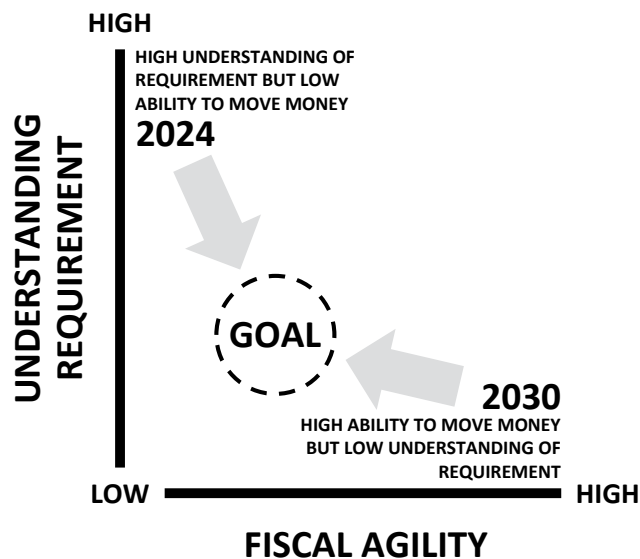 HIGH
HIGH UNDERSTANDING OF
REQUIREMENT BUT LOW
ABILITY TO MOVE MONEY
2024
UNDERSTANDING
REQUIREMENT
GOAL
2030
HIGH ABILITY TO MOVE MONEY
BUT LOW UNDERSTANDING OF
REQUIREMENT
LOW
HIGH
FISCAL AGILITY